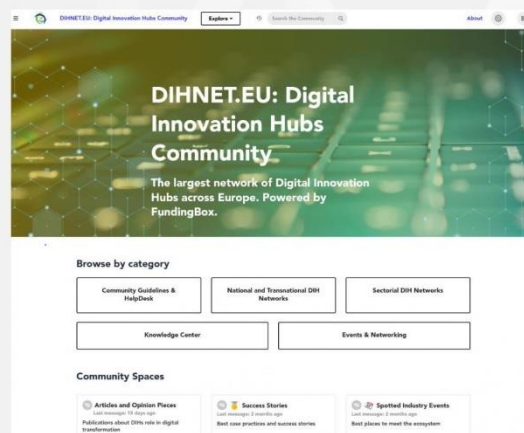 DIHNET.EU: Digital Innovation Hubs Community
Explore
Search the Community
About
DIHNET.EU: Digital
Innovation Hubs
Community
The largest network of Digital Innovation
Hubs across Europe. Powered by
FundingBox.
Browse by category
Community Guidelines &
HelpDesk
National and Transnational DIH
Networks
Sectorial DIH Networks
Knowledge Center
Events & Networking
Community Spaces
Articles and Opinion Pieces
Last message: 18 days ago
Publications about DIHs role in digital
transformation
Success Stories
Last message: 2 months ago
Best case practices and success stories
Spotted Industry Events
Last message: 2 months ago
Best places to meet the ecosystem